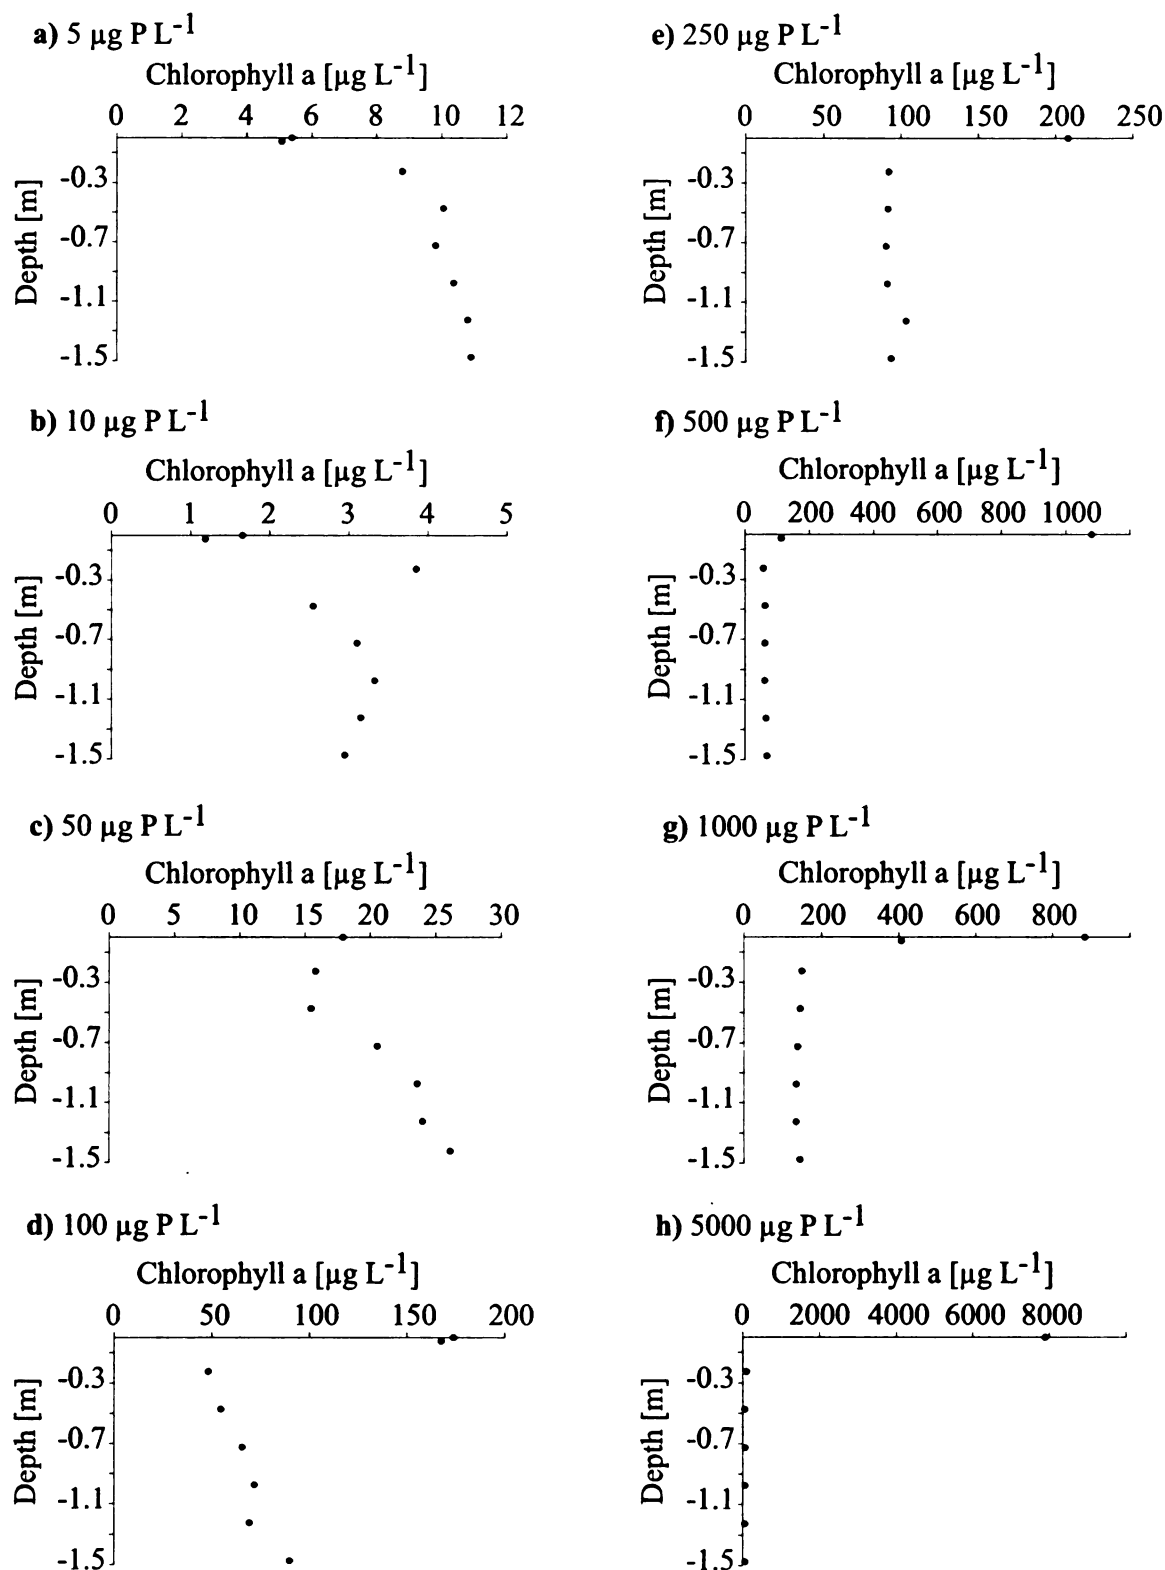 a) 5 µg P L-1
Chlorophyll a [µg L-1]
0 2 4 6 8 10 12
Depth [m]
-0.3
-0.7
-1.1
-1.5
b) 10 µg P L-1
Chlorophyll a [µg L-1]
0 1 2 3 4 5
Depth [m]
-0.3
-0.7
-1.1
-1.5
c) 50 µg P L-1
Chlorophyll a [µg L-1]
0 5 10 15 20 25 30
Depth [m]
-0.3
-0.7
-1.1
-1.5
d) 100 µg P L-1
Chlorophyll a [µg L-1]
0 50 100 150 200
Depth [m]
-0.3
-0.7
-1.1
-1.5
e) 250 µg P L-1
Chlorophyll a [µg L-1]
0 50 100 150 200 250
Depth [m]
-0.3
-0.7
-1.1
-1.5
f) 500 µg P L-1
Chlorophyll a [µg L-1]
0 200 400 600 800 1000
Depth [m]
-0.3
-0.7
-1.1
-1.5
g) 1000 µg P L-1
Chlorophyll a [µg L-1]
0 200 400 600 800
Depth [m]
-0.3
-0.7
-1.1
-1.5
h) 5000 µg P L-1
Chlorophyll a [µg L-1]
0 2000 4000 6000 8000
Depth [m]
-0.3
-0.7
-1.1
-1.5